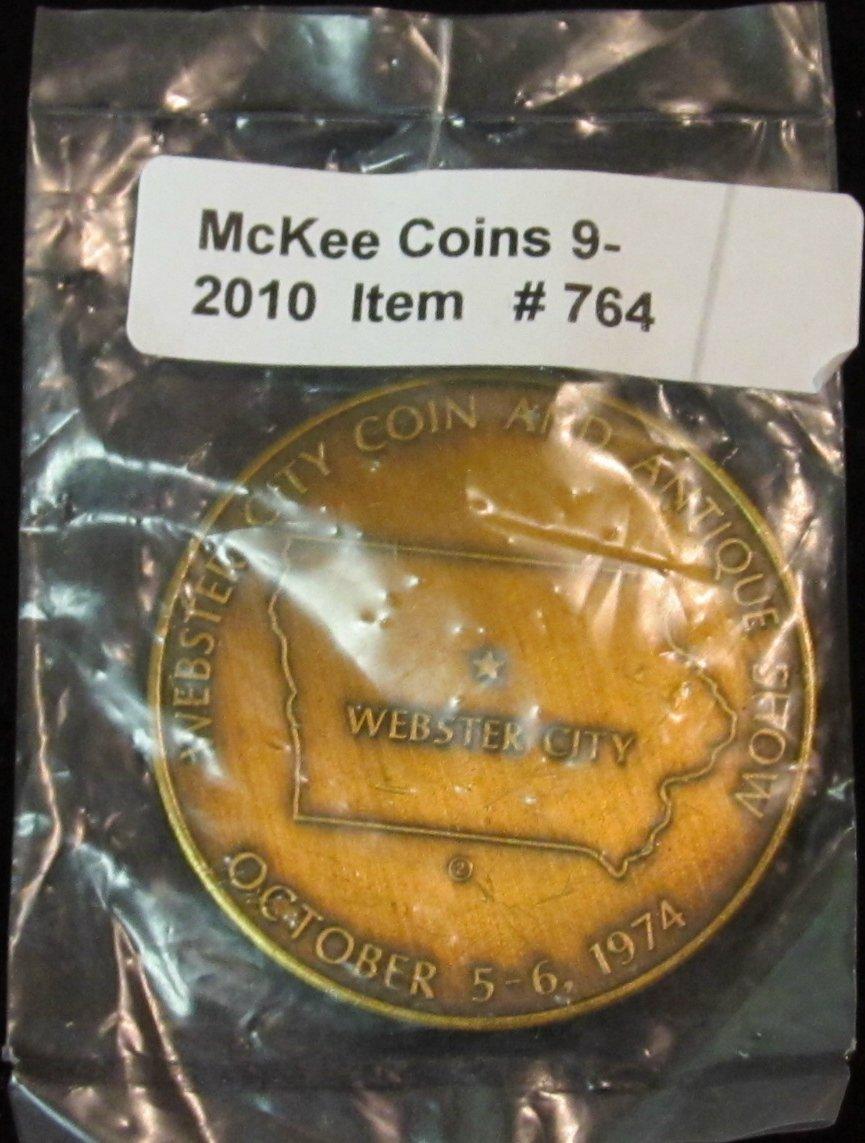 McKee Coins 9-
2010 Item # 764
WEBSTER CITY COIN AND ANTIQUE SHOW
WEBSTER CITY
OCTOBER 5-6, 1974